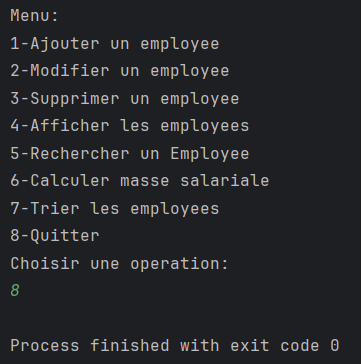 Menu:
1-Ajouter un employee
2-Modifier un employee
3-Supprimer un employee
4-Afficher les employees
5-Rechercher un Employee
6-Calculer masse salariale
7-Trier les employees
8-Quitter
Choisir une operation:
8
Process finished with exit code 0